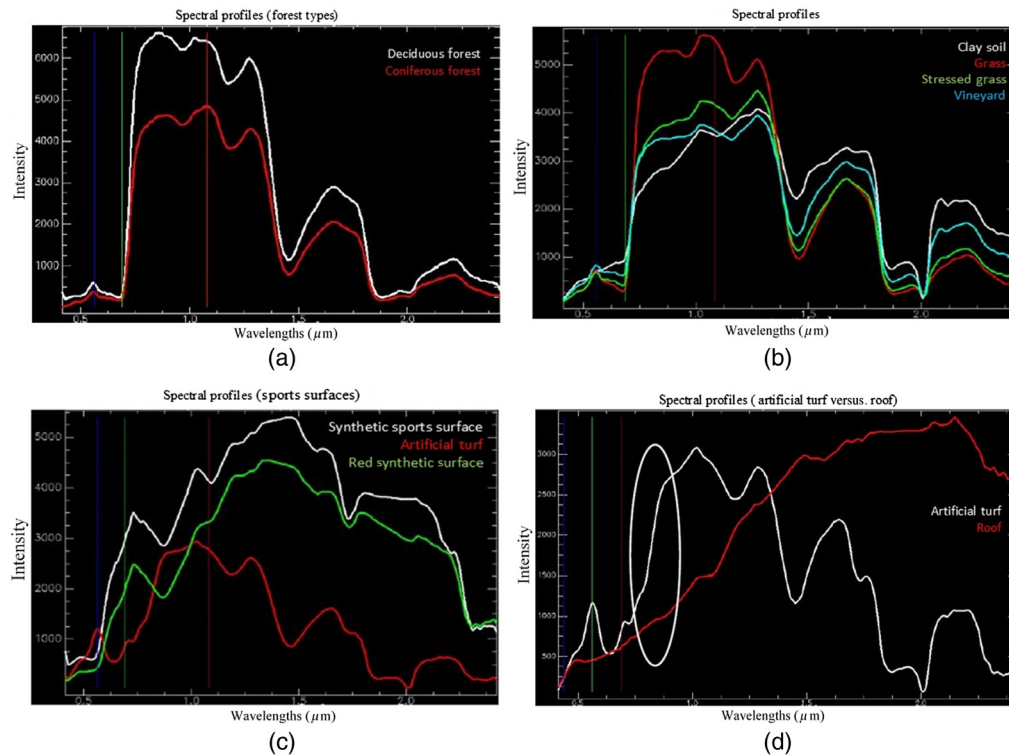 Spectral profiles (forest types)
6000
5000
4000
3000
2000
1000
Intensity
Deciduous forest
Coniferous forest
0.5
1.0
1.5
2.0
Wavelengths (μm)
(a)
Spectral profiles
5000
4000
3000
2000
1000
Intensity
Clay soil
Grass
Stressed grass
Vineyard
0.5
1.0
1.5
2.0
Wavelengths (μm)
(b)
Spectral profiles (sports surfaces)
5000
4000
3000
2000
1000
Intensity
Synthetic sports surface
Artificial turf
Red synthetic surface
0.5
1.0
1.5
2.0
Wavelengths (μm)
(c)
Spectral profiles ( artificial turf versus. roof)
3000
2500
2000
1500
1000
500
Intensity
Artificial turf
Roof
0.5
1.0
1.5
2.0
Wavelengths (μm)
(d)